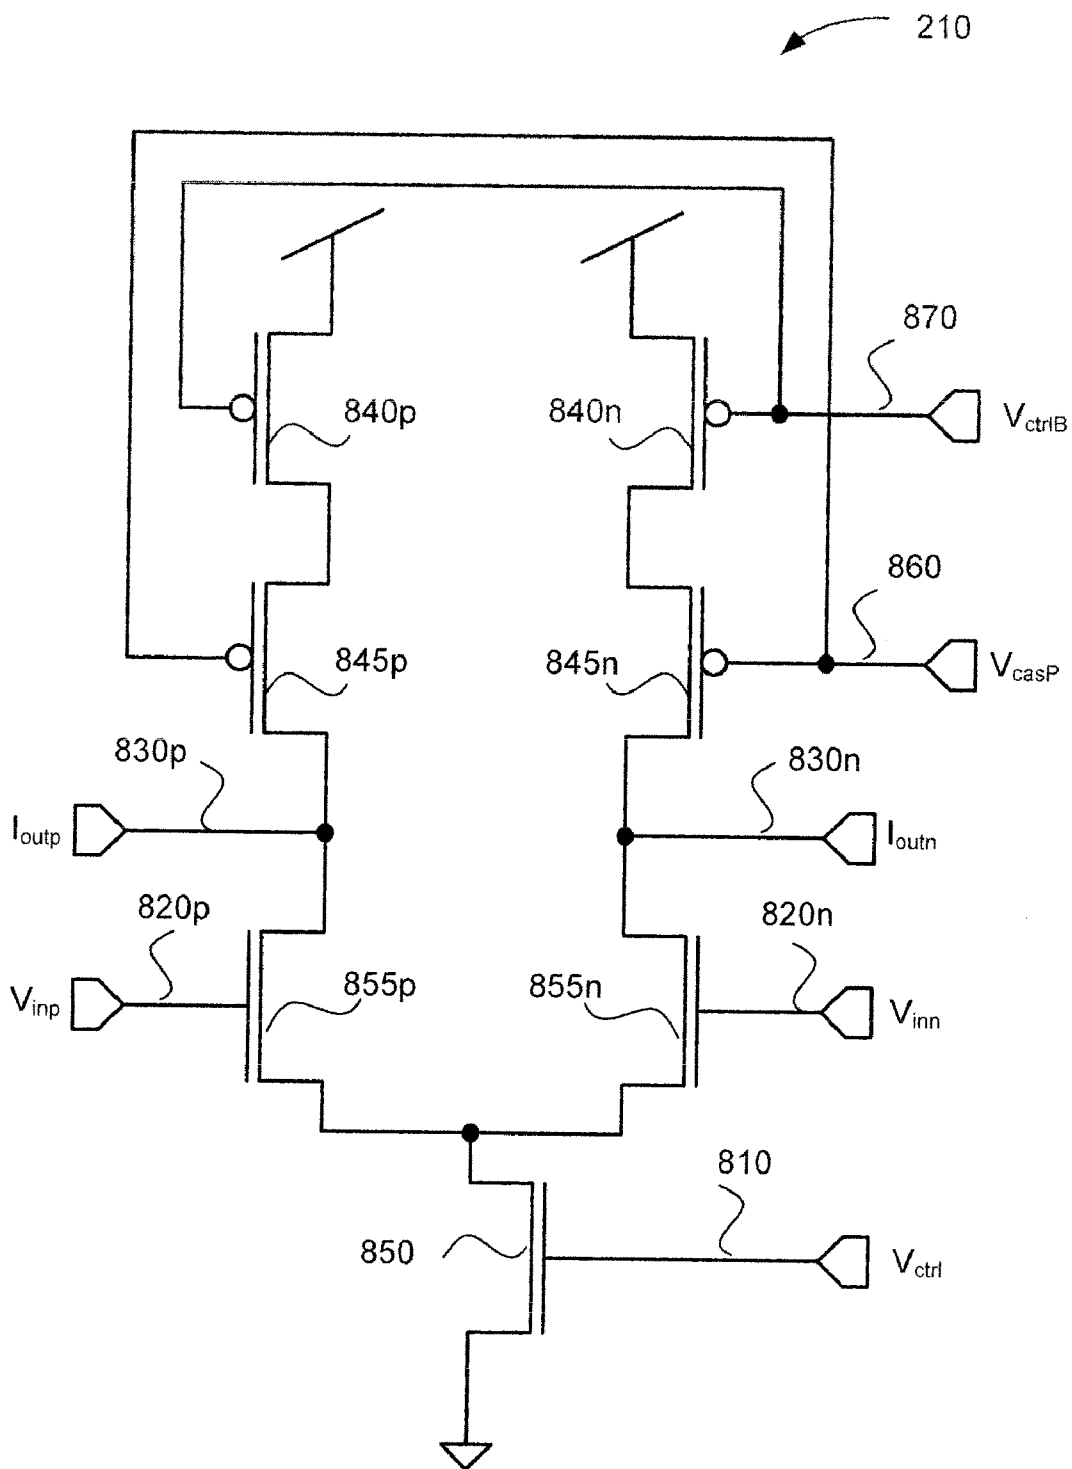 210
870
840p
840n
VctrlB
860
845p
845n
VcasP
830p
830n
Ioutp
Ioutn
820p
820n
855p
855n
Vinp
Vinn
810
850
Vctrl